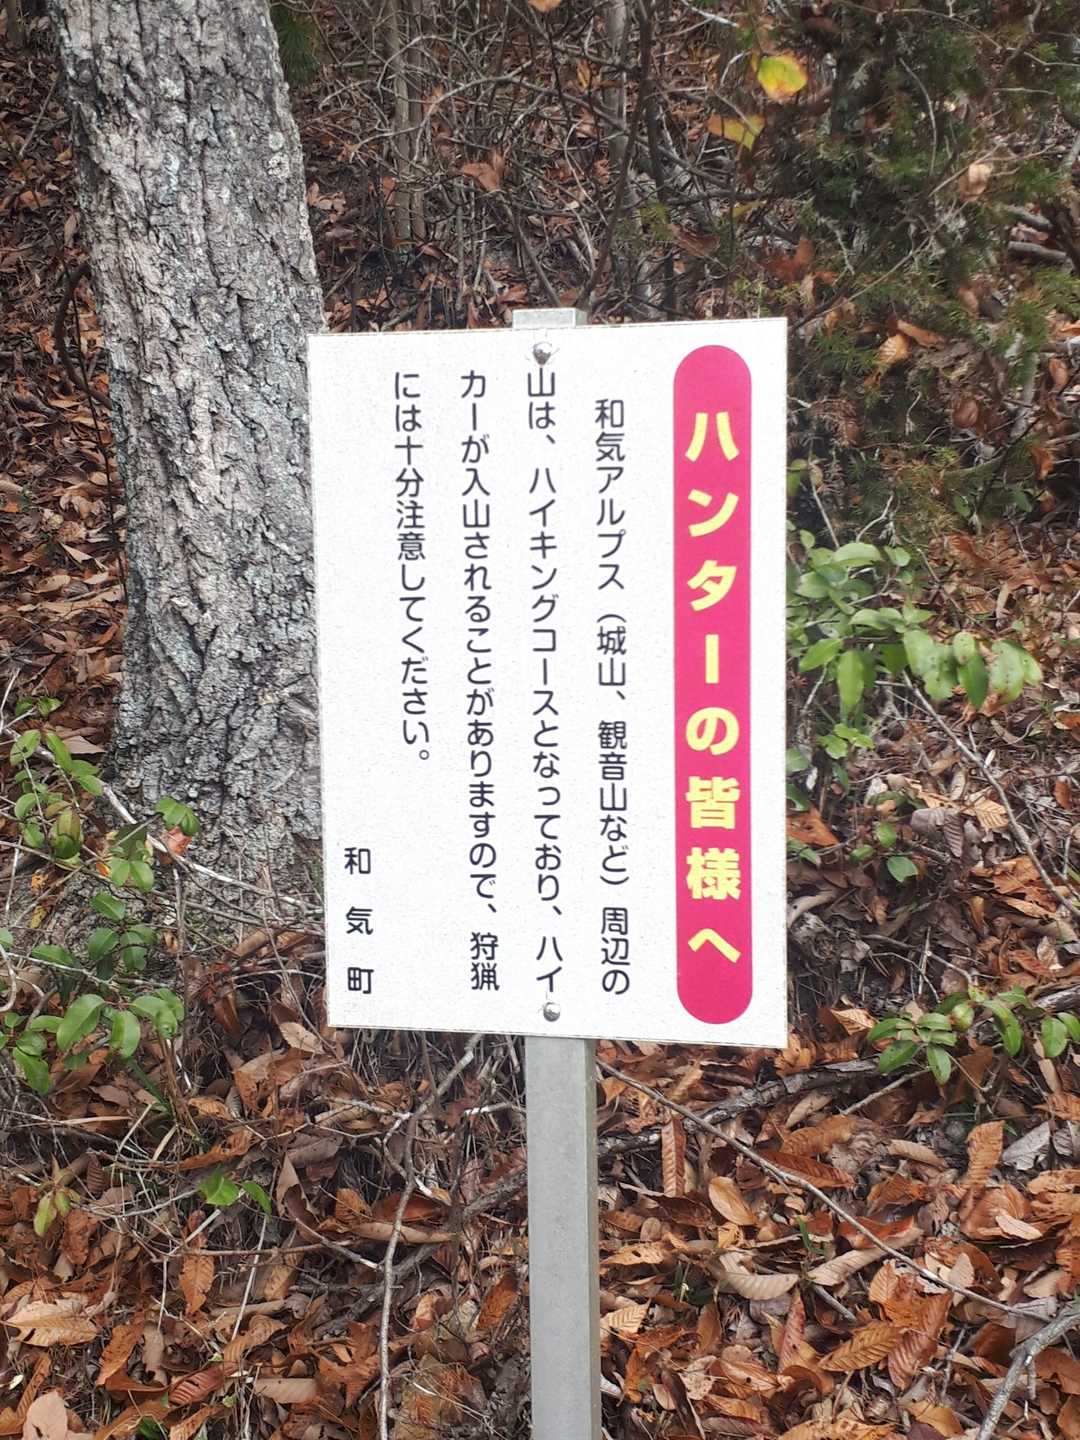 ハンターの皆様へ
和気アルプス（城山、観音山など）周辺の
山は、ハイキングコースとなっており、ハイ
カーが入山されることがありますので、狩猟
には十分注意してください。
和気町